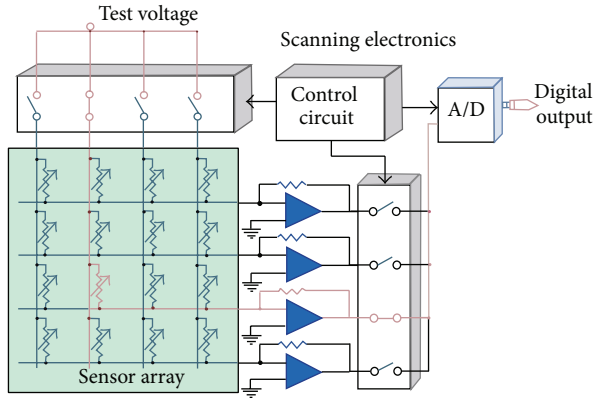 Test voltage
Scanning electronics
Control
circuit
A/D
Digital
output
Sensor array